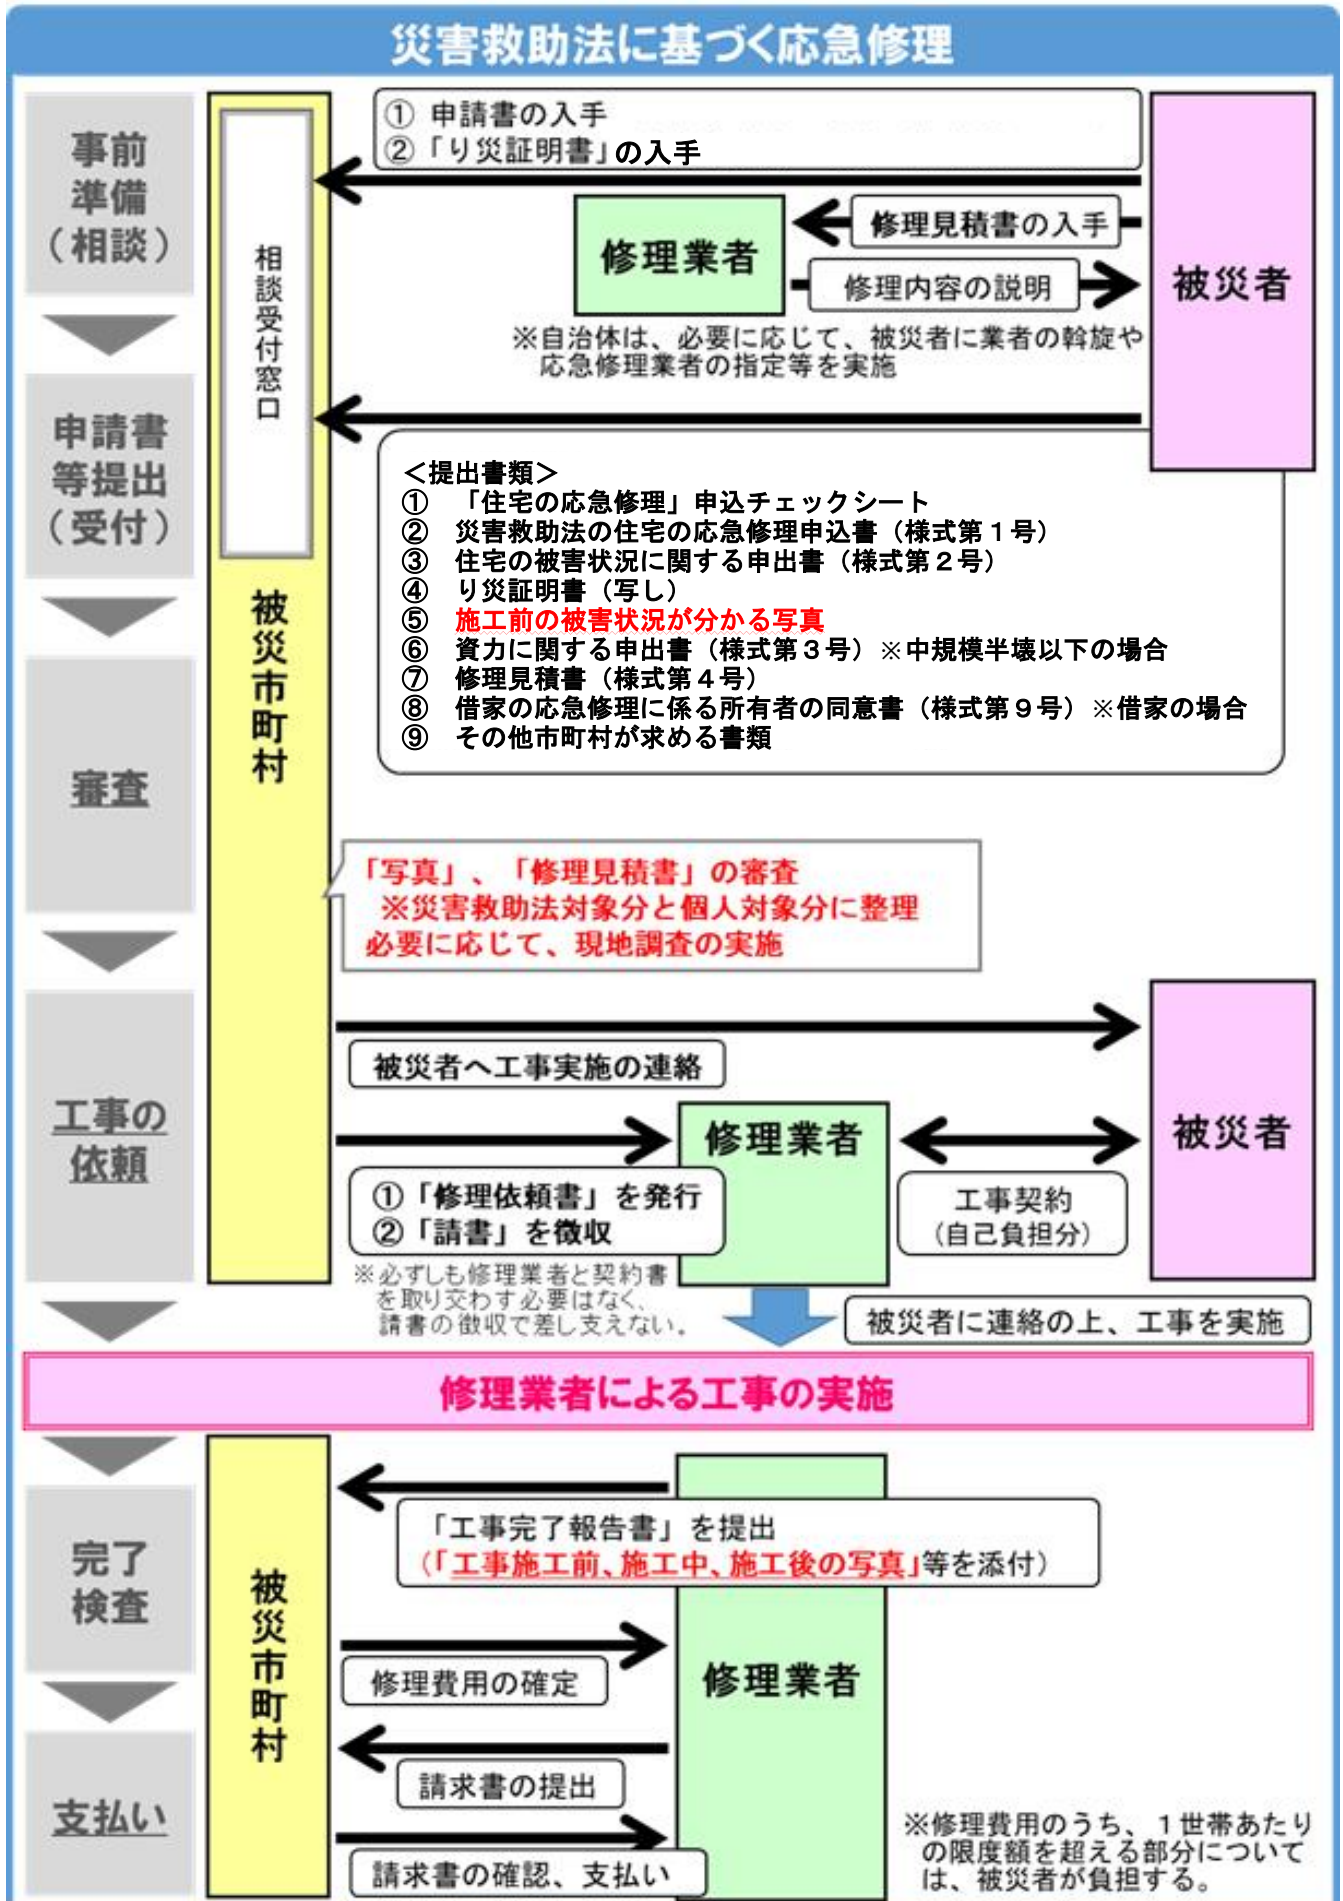 災害救助法に基づく応急修理
事前
準備
（相談）
① 申請書の入手
②「り災証明書」の入手
修理見積書の入手
修理業者
修理内容の説明
被災者
相談受付窓口
※自治体は、必要に応じて、被災者に業者の斡旋や
応急修理業者の指定等を実施
申請書
等提出
（受付）
＜提出書類＞
① 「住宅の応急修理」申込チェックシート
② 災害救助法の住宅の応急修理申込書（様式第１号）
③ 住宅の被害状況に関する申出書（様式第２号）
④ り災証明書（写し）
⑤ 施工前の被害状況が分かる写真
⑥ 資力に関する申出書（様式第３号）※中規模半壊以下の場合
⑦ 修理見積書（様式第４号）
⑧ 借家の応急修理に係る所有者の同意書（様式第９号）※借家の場合
⑨ その他市町村が求める書類
被災市町村
審査
「写真」、「修理見積書」の審査
※災害救助法対象分と個人対象分に整理
必要に応じて、現地調査の実施
工事の
依頼
被災者へ工事実施の連絡
修理業者
被災者
①「修理依頼書」を発行
②「請書」を徴収
工事契約
（自己負担分）
※必ずしも修理業者と契約書
を取り交わす必要はなく、
請書の徴収で差し支えない。
被災者に連絡の上、工事を実施
修理業者による工事の実施
完了
検査
被災市町村
「工事完了報告書」を提出
（「工事施工前、施工中、施工後の写真」等を添付）
修理費用の確定
修理業者
請求書の提出
支払い
請求書の確認、支払い
※修理費用のうち、１世帯あたり
の限度額を超える部分について
は、被災者が負担する。